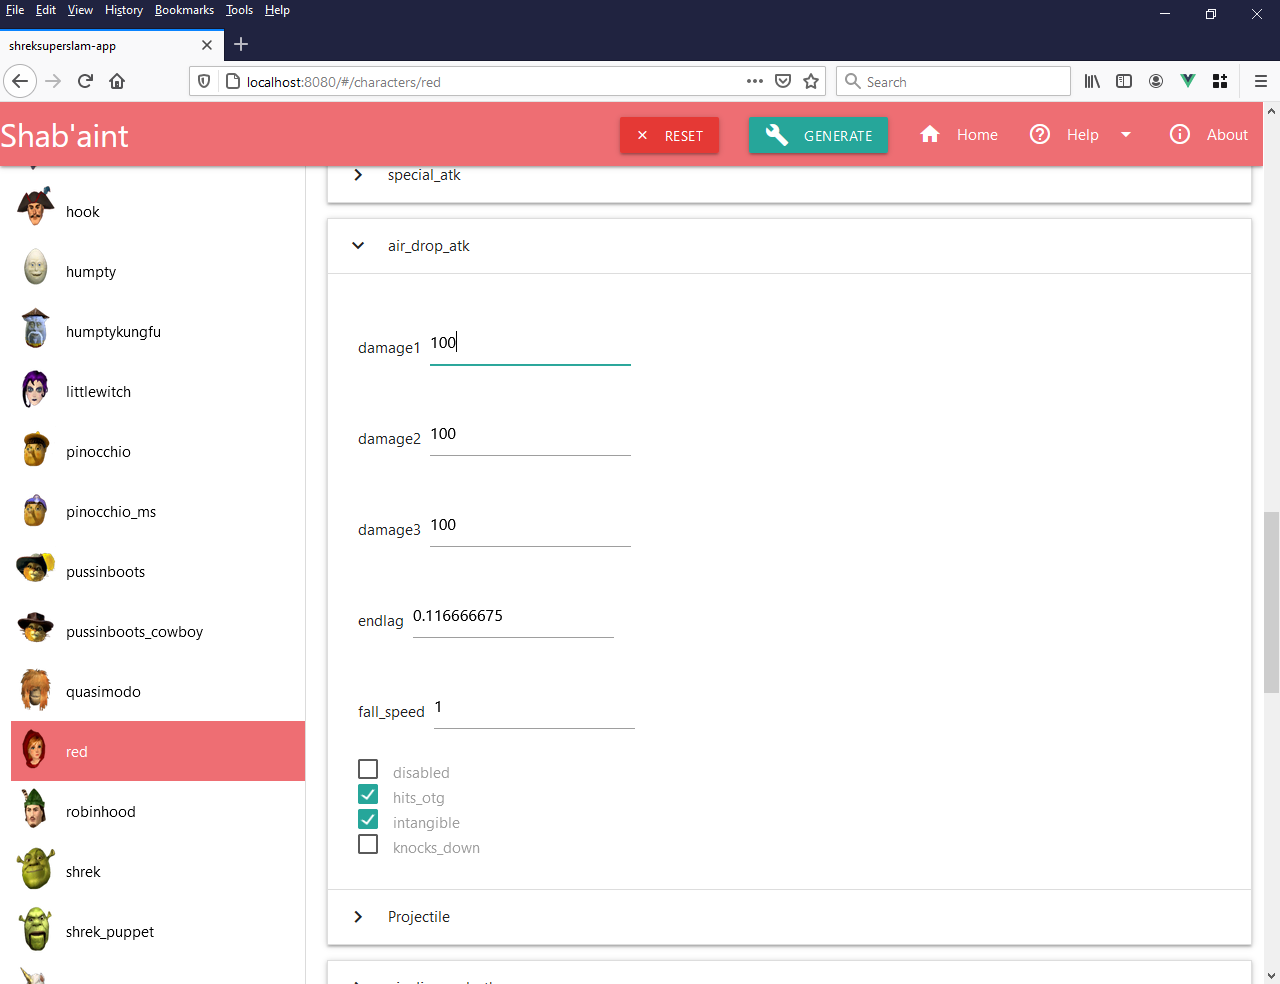 File Edit View History Bookmarks Tools Help
shreksuperslam-app
localhost:8080/#/characters/red
Search
Shab'aint
RESET
GENERATE
Home
Help
About
hook
humpty
humptykungfu
littlewitch
pinocchio
pinocchio_ms
pussinboots
pussinboots_cowboy
quasimodo
red
robinhood
shrek
shrek_puppet
special_atk
air_drop_atk
damage1 100
damage2 100
damage3 100
endlag 0.116666675
fall_speed 1
disabled
hits_otg
intangible
knocks_down
Projectile